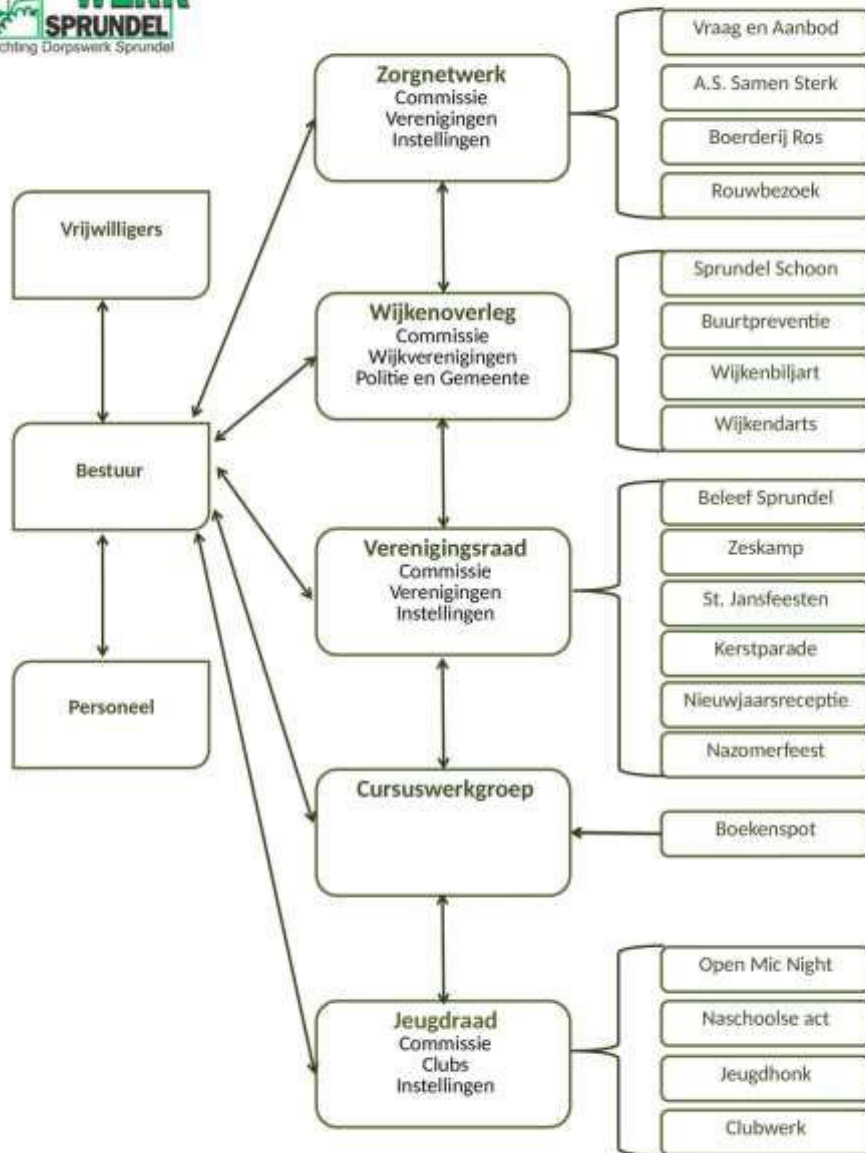 WERK
SPRUNDEL
chting Dorpswerk Sprundel
Vrijwilligers
Bestuur
Personeel
Zorgnetwerk
Commissie
Verenigingen
Instellingen
Wijkenoverleg
Commissie
Wijkverenigingen
Politie en Gemeente
Verenigingsraad
Commissie
Verenigingen
Instellingen
Cursuswerkgroep
Jeugdraad
Commissie
Clubs
Instellingen
Vraag en Aanbod
A.S. Samen Sterk
Boerderij Ros
Rouwbezoek
Sprundel Schoon
Buurtpreventie
Wijkenbiljart
Wijkendarts
Beleef Sprundel
Zeskamp
St. Jansfeesten
Kerstparade
Nieuwjaarsreceptie
Nazomerfeest
Boekenspot
Open Mic Night
Naschoolse act
Jeugdhonk
Clubwerk